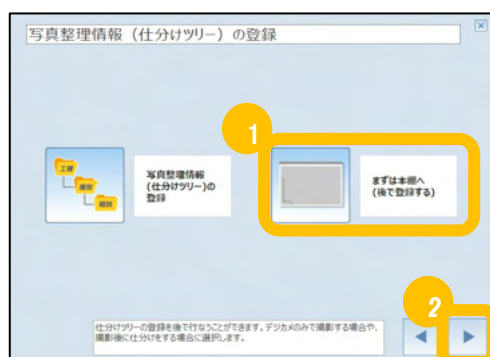 写真整理情報（仕分けツリー）の登録
1
工種
種別
細別
写真整理情報
(仕分けツリー)の
登録
まずは本棚へ
(後で登録する)
2
仕分けツリーの登録を後で行なうことができます。デジカメのみで撮影する場合や、
撮影後に仕分けをする場合に選択します。